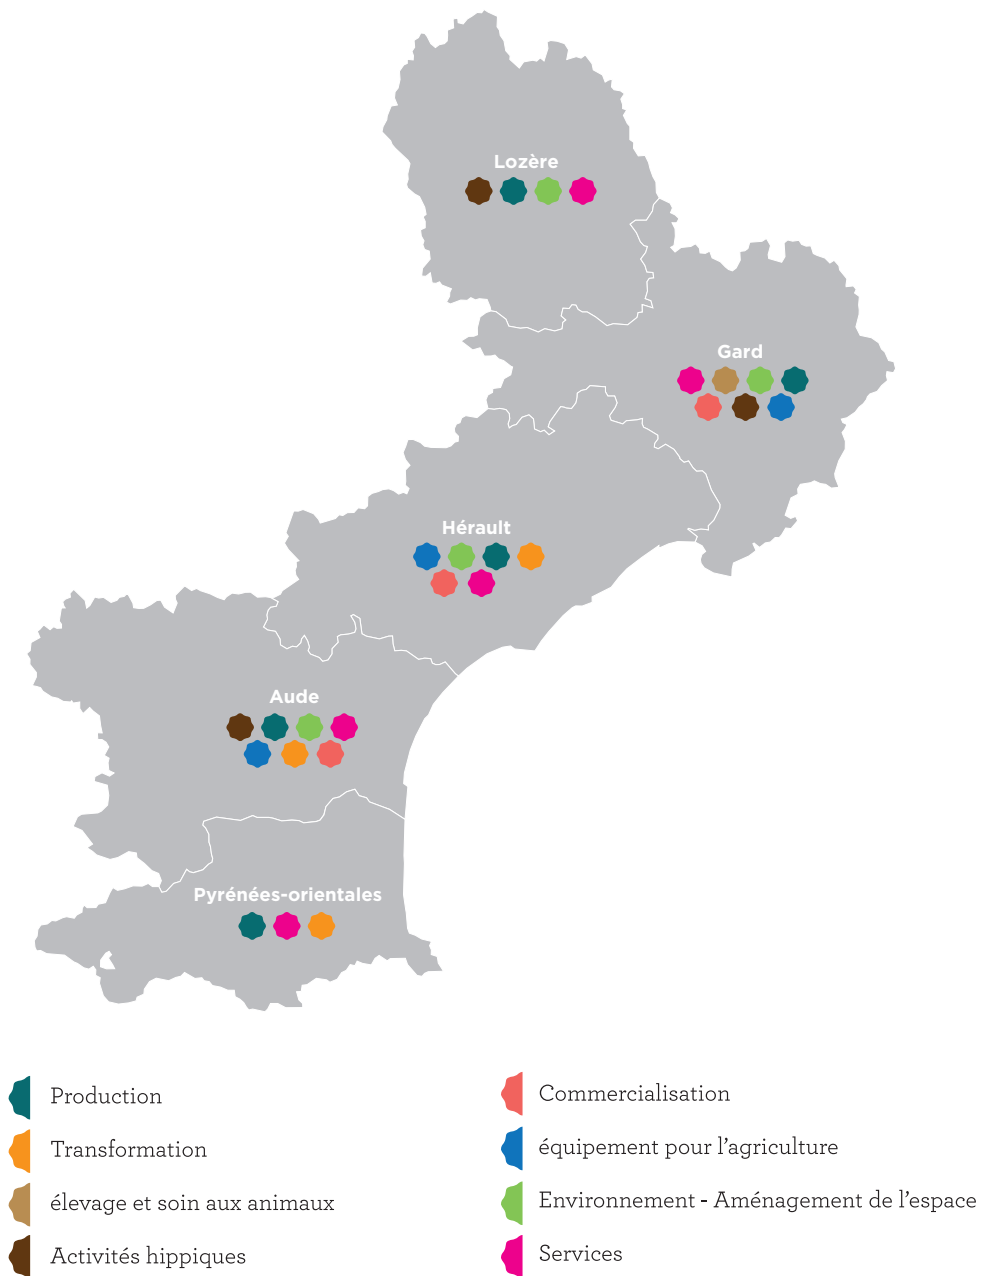 Lozère
Gard
Hérault
Aude
Pyrénées-orientales
Production
Transformation
élevage et soin aux animaux
Activités hippiques
Commercialisation
équipement pour l'agriculture
Environnement - Aménagement de l'espace
Services